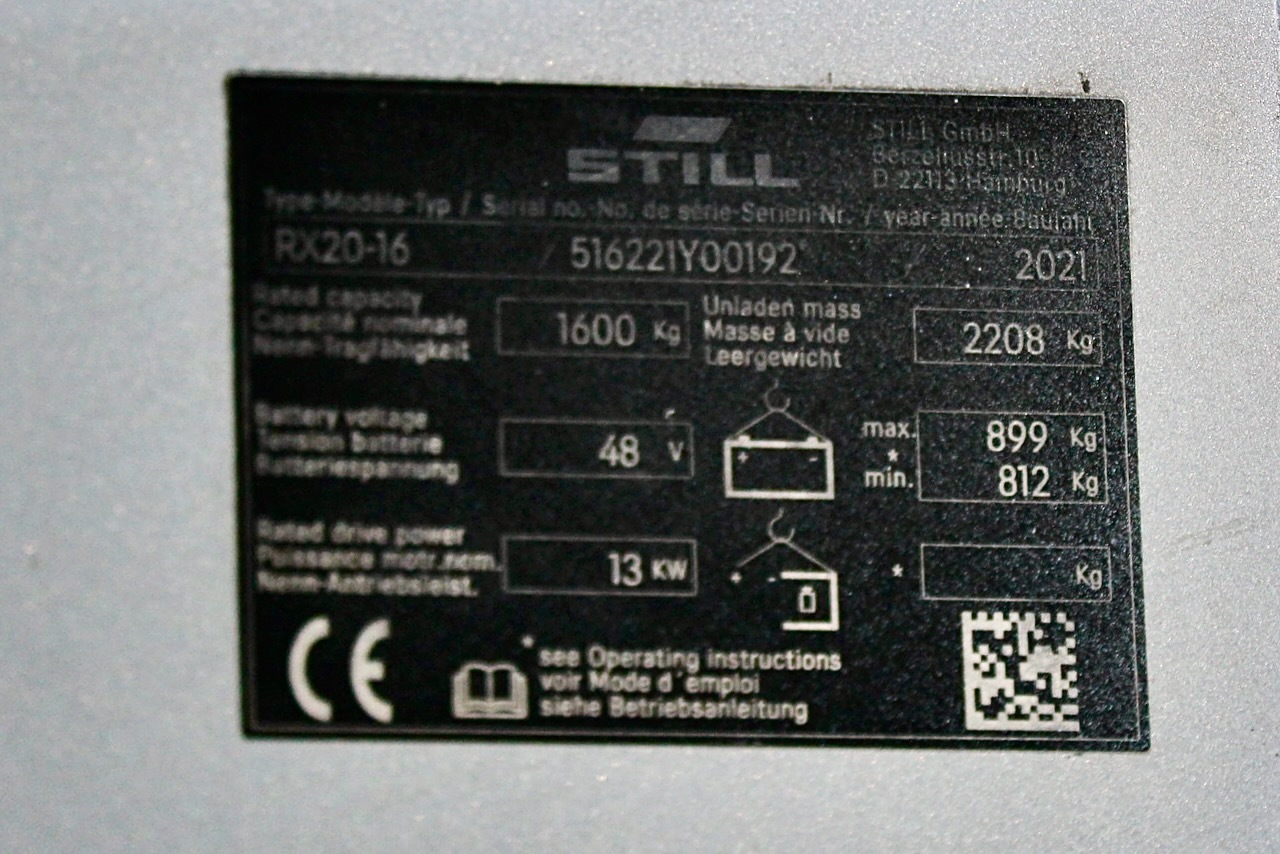 STILL
STILL GmbH
Berzeliusstr.10
D 22113 Hamburg
Type-Modèle-Typ / Serial no.-No. de série-Serien-Nr. / year-année-Baujahr
RX20-16 / 516221Y00192 / 2021
Rated capacity
Capacité nominale
Nenn-Tragfähigkeit
1600 Kg
Unladen mass
Masse à vide
Leergewicht
2208 Kg
Battery voltage
Tension batterie
Batteriespannung
48 V
+ -
max. 899 Kg
*
min. 812 Kg
Rated drive power
Puissance motr.nom.
Nenn-Antriebsleist.
13 KW
+ -
* Kg
CE
* see Operating instructions
voir Mode d'emploi
siehe Betriebsanleitung